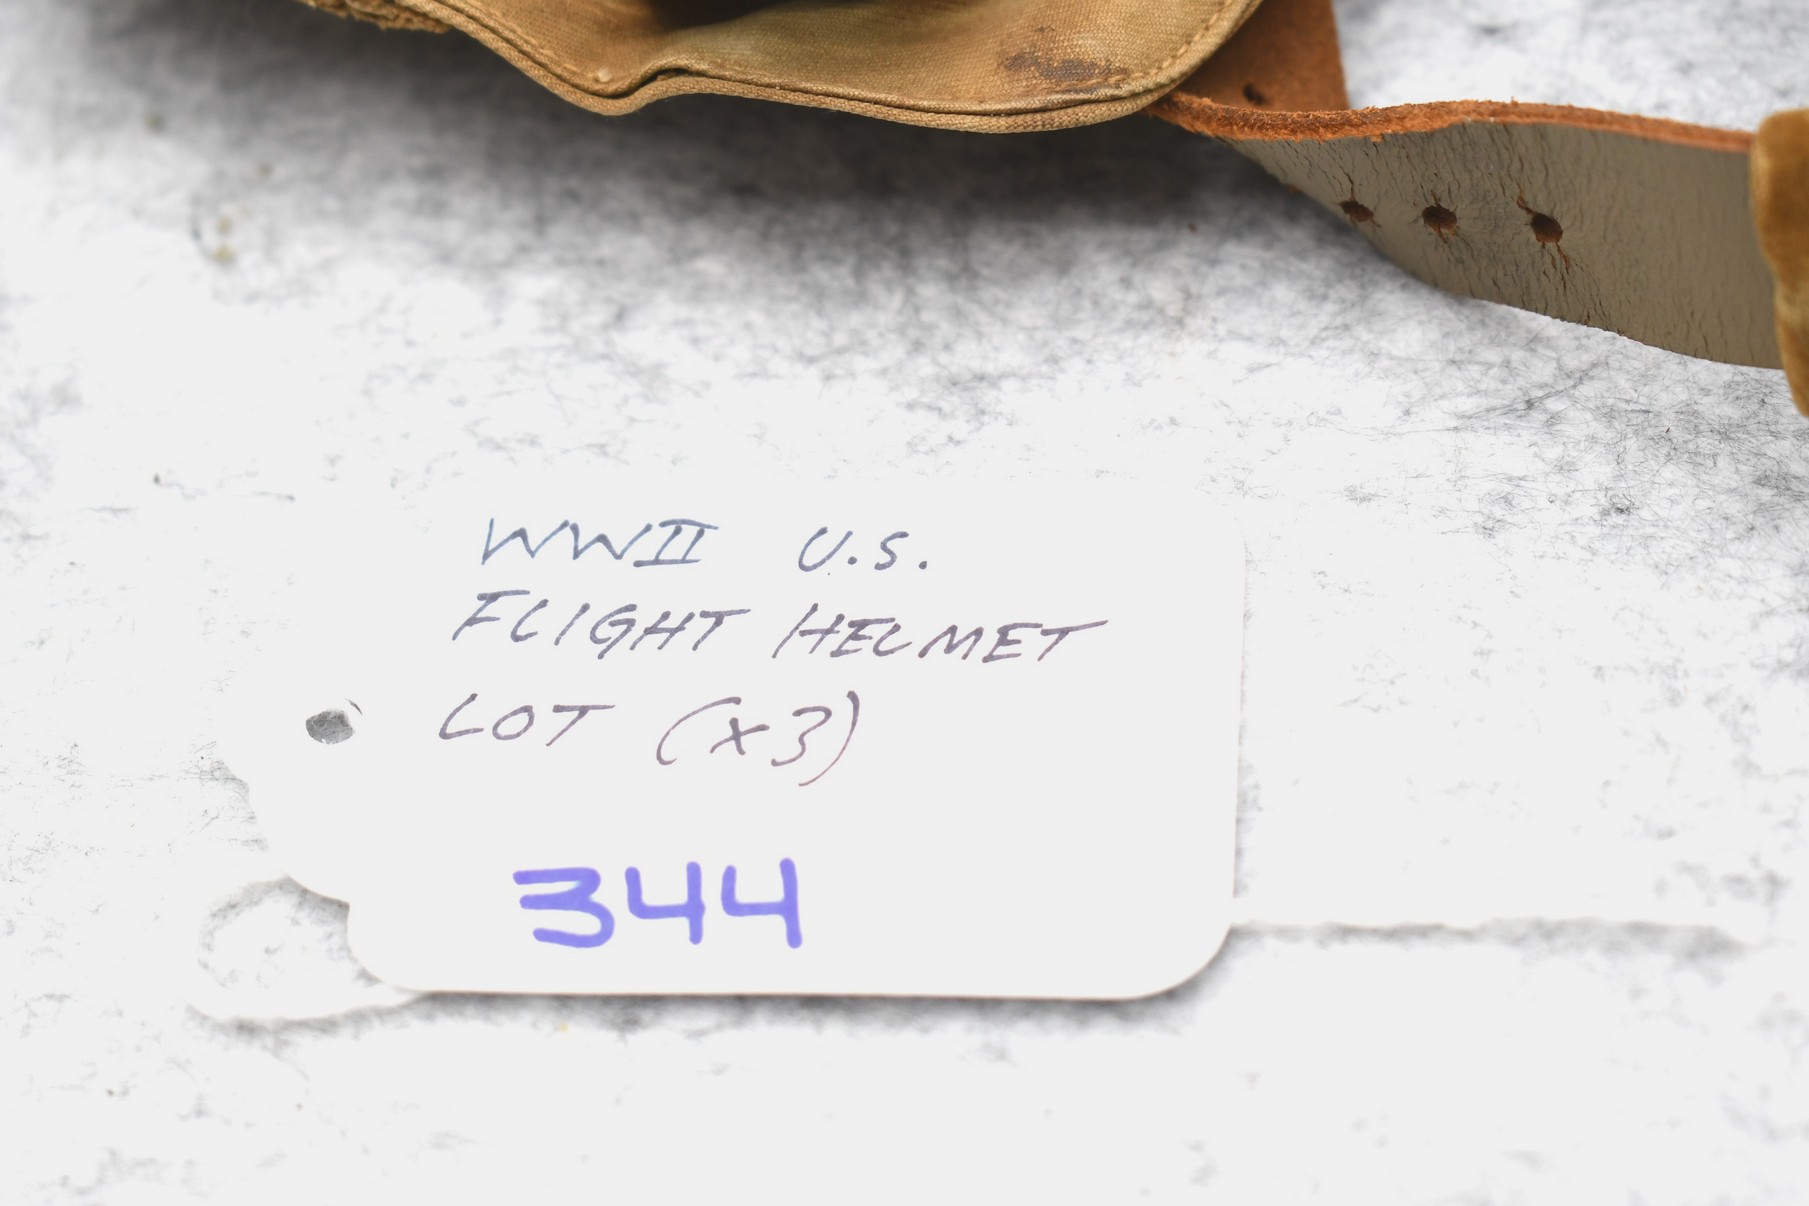 WWII U.S.
FLIGHT HELMET
LOT (x3)
344